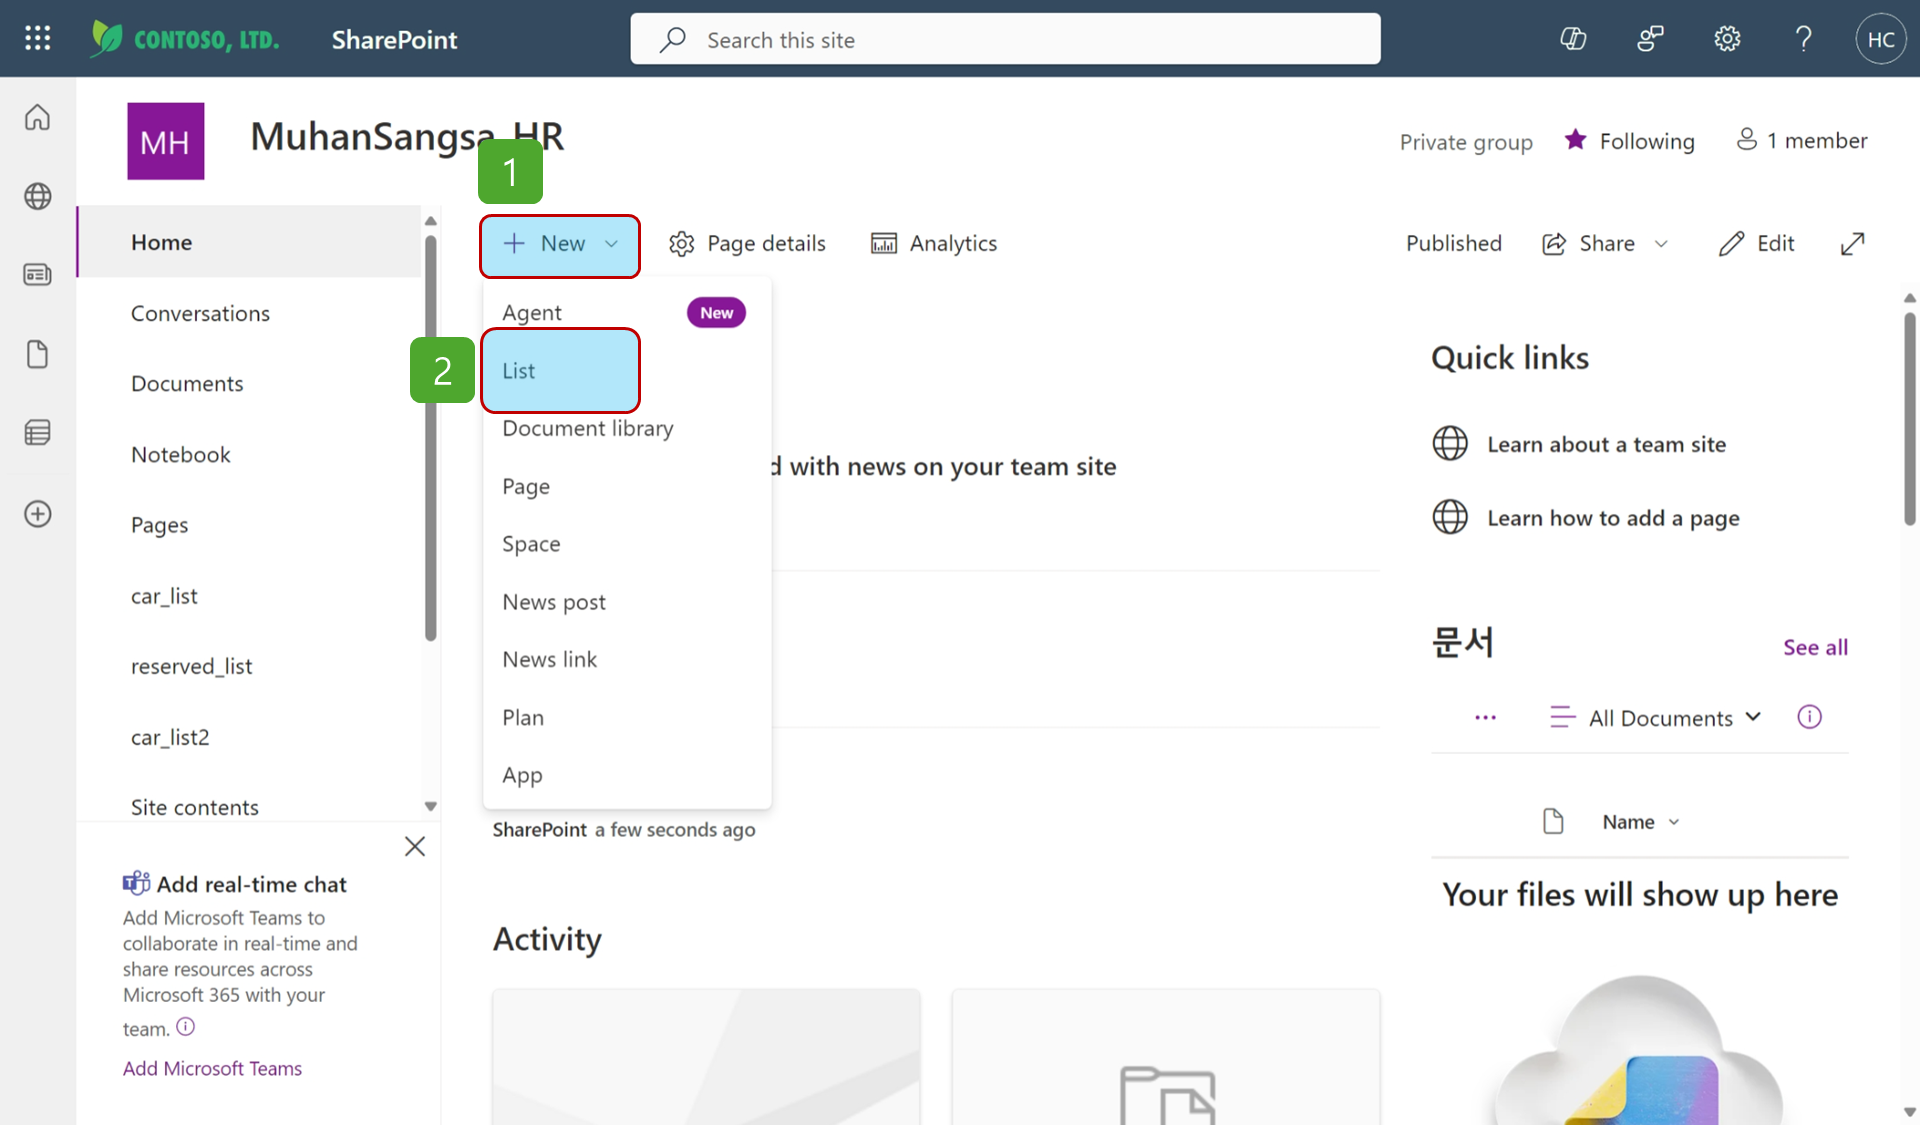 CONTOSO, LTD.
SharePoint
Search this site
HC
MH
MuhanSangsa_HR
Private group
Following
1 member
1
New
Page details
Analytics
Published
Share
Edit
Home
Conversations
Documents
Notebook
Pages
car_list
reserved_list
car_list2
Site contents
Agent
New
2
List
Document library
Page
Space
News post
News link
Plan
App
d with news on your team site
SharePoint a few seconds ago
Activity
Quick links
Learn about a team site
Learn how to add a page
문서
See all
All Documents
Name
Your files will show up here
Add real-time chat
Add Microsoft Teams to
collaborate in real-time and
share resources across
Microsoft 365 with your
team.
Add Microsoft Teams